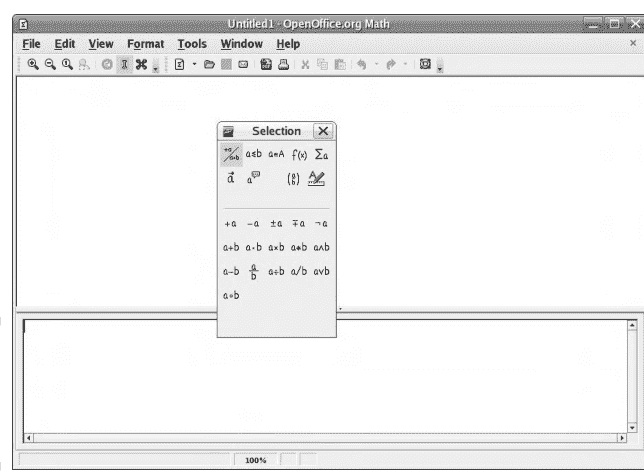 Untitled1 - OpenOffice.org Math
File Edit View Format Tools Window Help
Selection
+a/a+b a≤b a∈A f(x) Σa
a⃗ a (a b)
+a -a ±a ∓a ¬a
a+b a·b a×b a∗b a∧b
a-b a/b a÷b a/b a∨b
a∘b
100%